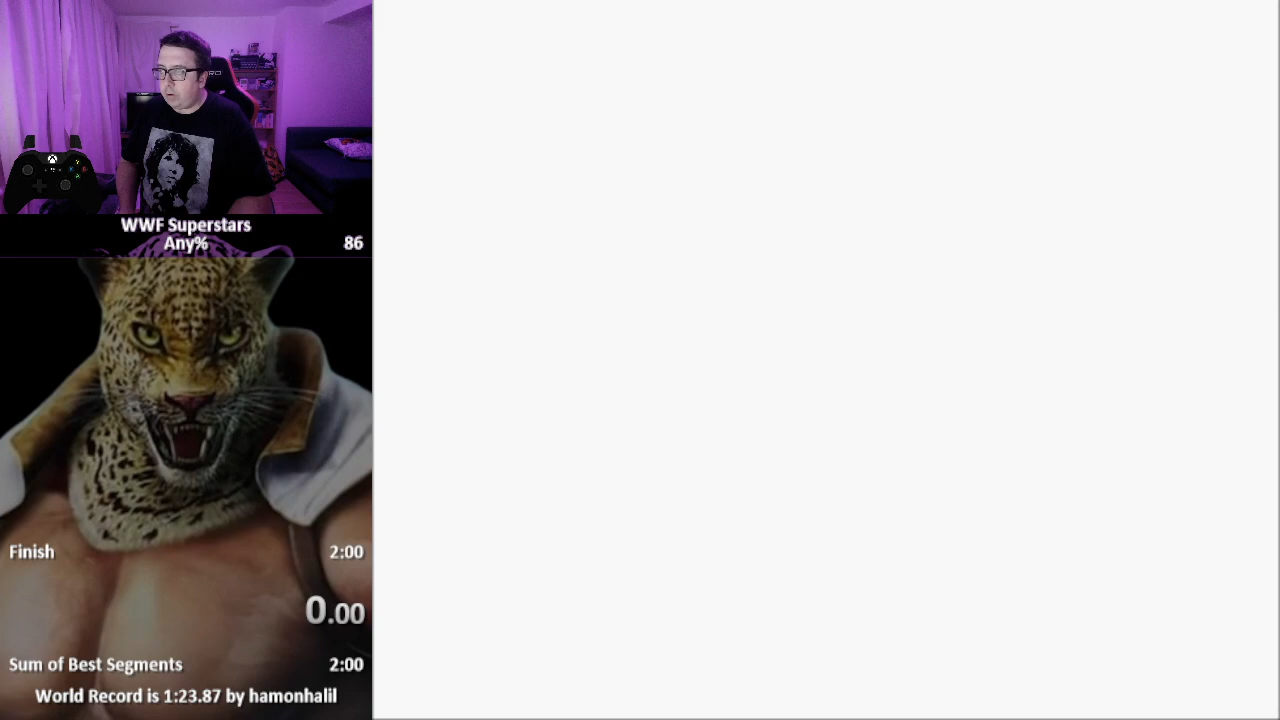 WWF Superstars
Any% 86
Finish 2:00
0.00
Sum of Best Segments 2:00
World Record is 1:23.87 by hamonhalil